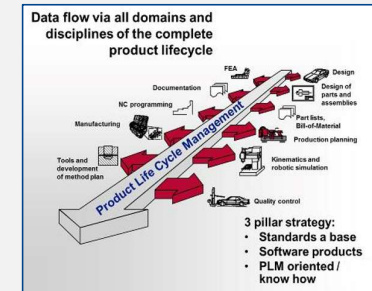 Data flow via all domains and
disciplines of the complete
product lifecycle
FEA
Design
Documentation
Design of
parts and
assemblies
NC programming
Part lists,
Bill-of-Material
Manufacturing
Production planning
Product Life Cycle Management
Tools and
development
of method plan
Kinematics and
robotic simulation
Quality control
3 pillar strategy:
• Standards a base
• Software products
• PLM oriented /
know how